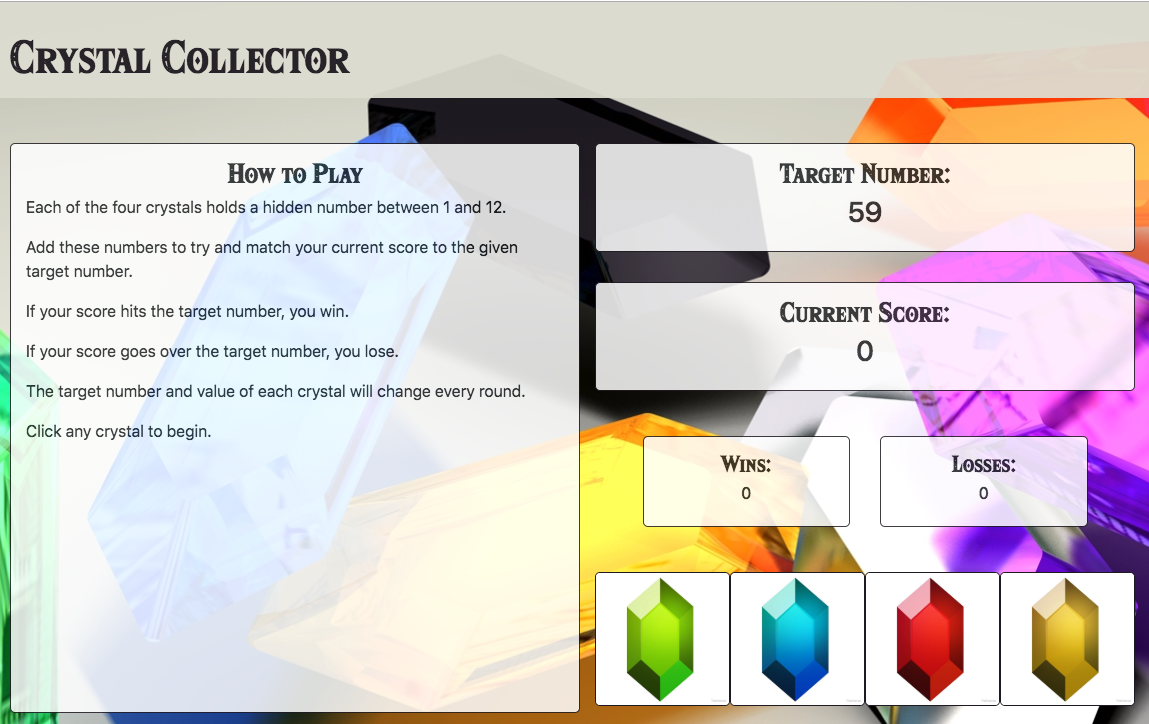 Crystal Collector
How to Play
Each of the four crystals holds a hidden number between 1 and 12.
Add these numbers to try and match your current score to the given
target number.
If your score hits the target number, you win.
If your score goes over the target number, you lose.
The target number and value of each crystal will change every round.
Click any crystal to begin.
Target Number:
59
Current Score:
0
Wins:
0
Losses:
0